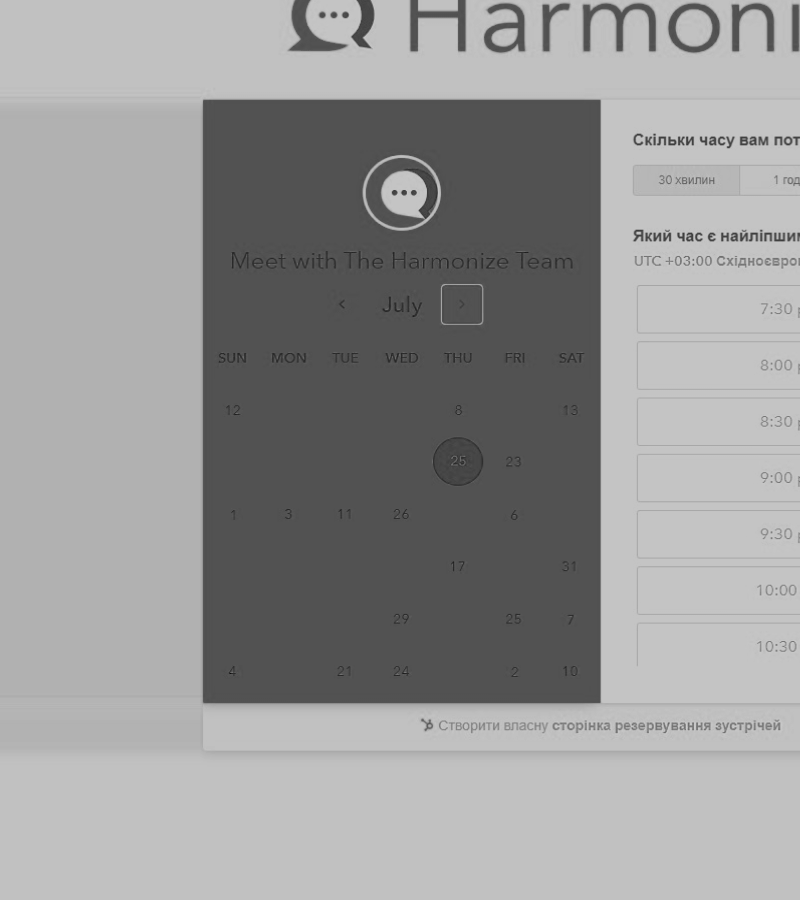 Harmoni
Meet with The Harmonize Team
July
SUN MON TUE WED THU FRI SAT
12 8 13
25 23
1 3 11 26 6
17 31
29 25 7
4 21 24 2 10
Скільки часу вам пот
30 хвилин 1 год
Який час є найліпшим
UTC +03:00 Східноєвроп
7:30 p
8:00 p
8:30 p
9:00 p
9:30 p
10:00
10:30
Створити власну сторінка резервування зустрічей